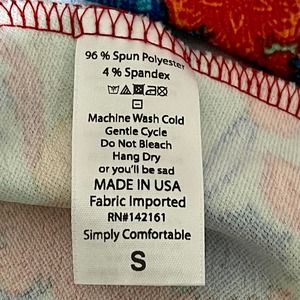 96 % Spun Polyester
4 % Spandex
Machine Wash Cold
Gentle Cycle
Do Not Bleach
Hang Dry
or you'll be sad
MADE IN USA
Fabric Imported
RN#142161
Simply Comfortable
S